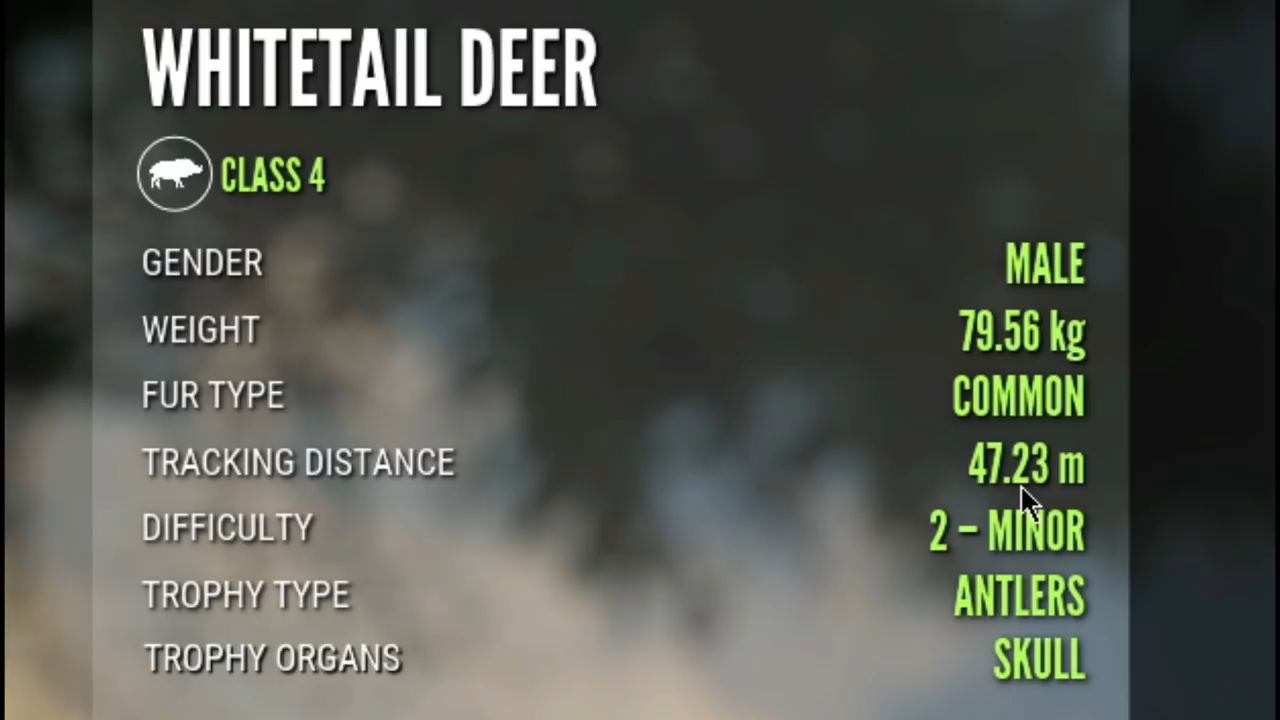 WHITETAIL DEER
CLASS 4
GENDER MALE
WEIGHT 79.56 kg
FUR TYPE COMMON
TRACKING DISTANCE 47.23 m
DIFFICULTY 2 – MINOR
TROPHY TYPE ANTLERS
TROPHY ORGANS SKULL